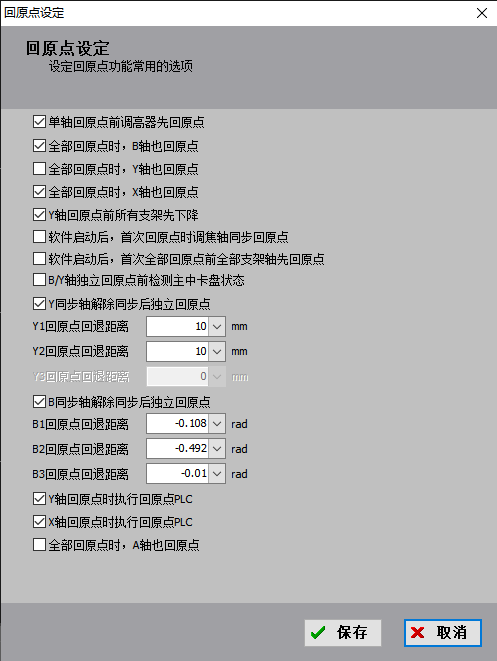 回原点设定
回原点设定
设定回原点功能常用的选项
单轴回原点前调高器先回原点
全部回原点时，B轴也回原点
全部回原点时，Y轴也回原点
全部回原点时，X轴也回原点
Y轴回原点前所有支架先下降
软件启动后，首次回原点时调焦轴同步回原点
软件启动后，首次全部回原点前全部支架轴先回原点
B/Y轴独立回原点前检测主中卡盘状态
Y同步轴解除同步后独立回原点
Y1回原点回退距离 10 mm
Y2回原点回退距离 10 mm
Y3回原点回退距离 0 mm
B同步轴解除同步后独立回原点
B1回原点回退距离 -0.108 rad
B2回原点回退距离 -0.492 rad
B3回原点回退距离 -0.01 rad
Y轴回原点时执行回原点PLC
X轴回原点时执行回原点PLC
全部回原点时，A轴也回原点
保存 取消